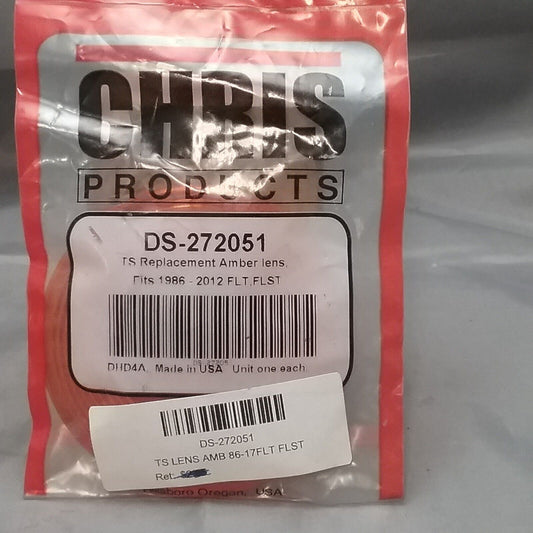 CHRIS
PRODUCTS
DS-272051
TS Replacement Amber lens,
Fits 1986 - 2012 FLT,FLST
DHD4A Made in USA Unit one each
DS-272051
TS LENS AMB 86-17FLT FLST
Ret:
Oregon, USA